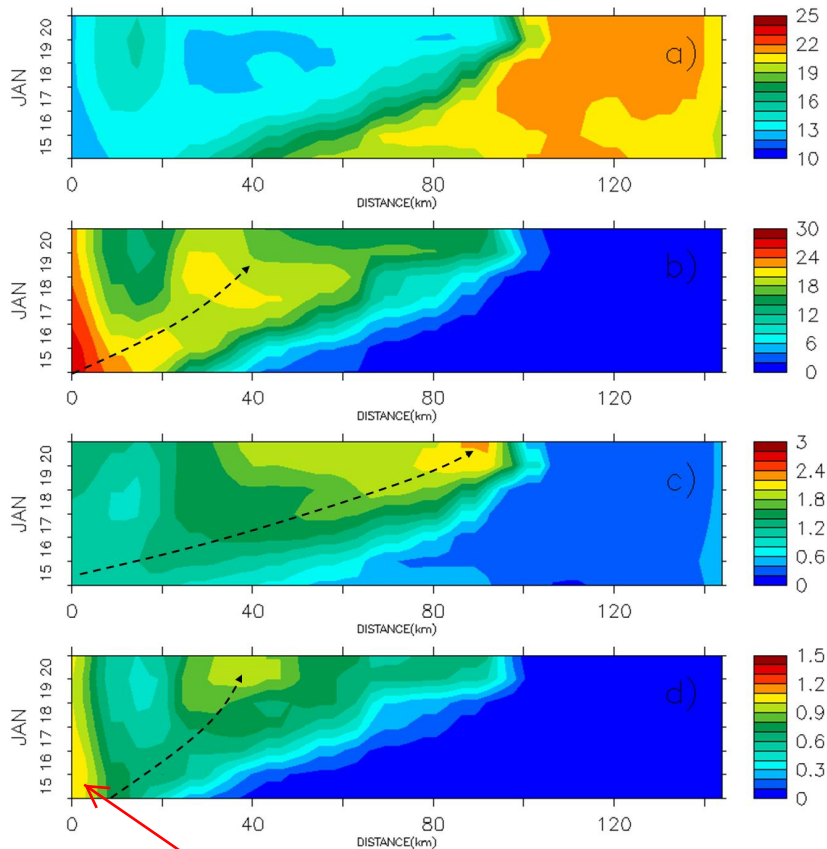 25
22
19
16
13
10
JAN
15 16 17 18 19 20
a)
0 40 80 120
DISTANCE(km)
30
24
18
12
6
0
JAN
15 16 17 18 19 20
b)
0 40 80 120
DISTANCE(km)
3
2.4
1.8
1.2
0.6
0
JAN
15 16 17 18 19 20
c)
0 40 80 120
DISTANCE(km)
1.5
1.2
0.9
0.6
0.3
0
JAN
15 16 17 18 19 20
d)
0 40 80 120
DISTANCE(km)